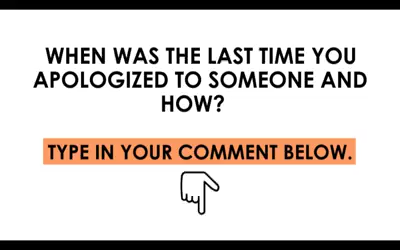 WHEN WAS THE LAST TIME YOU
APOLOGIZED TO SOMEONE AND
HOW?
TYPE IN YOUR COMMENT BELOW.